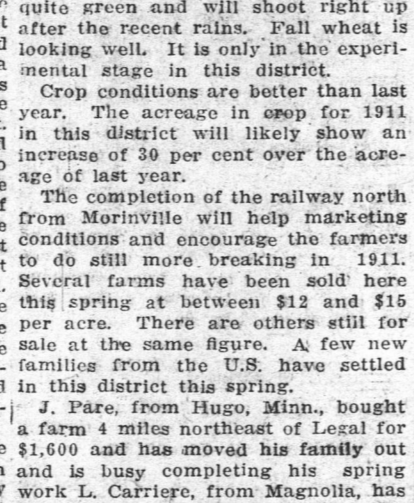 quite green and will shoot right up
after the recent rains. Fall wheat is
looking well. It is only in the experi-
mental stage in this district.
Crop conditions are better than last
year. The acreage in crop for 1911
in this district will likely show an
increase of 30 per cent over the acre-
age of last year.
The completion of the railway north
from Morinville will help marketing
conditions and encourage the farmers
to do still more breaking in 1911.
Several farms have been sold here
this spring at between $12 and $15
per acre. There are others still for
sale at the same figure. A few new
families from the U.S. have settled
in this district this spring.
J. Pare, from Hugo, Minn., bought
a farm 4 miles northeast of Legal for
$1,600 and has moved his family out
and is busy completing his spring
work L. Carriere, from Magnolia, has